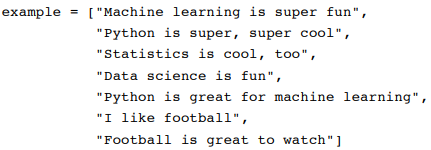 example = ["Machine learning is super fun",
"Python is super, super cool",
"Statistics is cool, too",
"Data science is fun",
"Python is great for machine learning",
"I like football",
"Football is great to watch"]